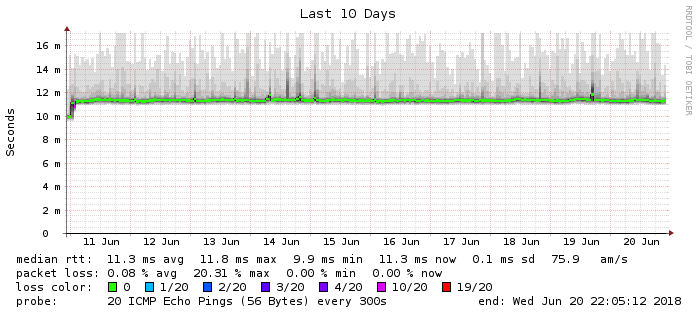 Last 10 Days
RRDTOOL / TOBI OETIKER
Seconds
16 m
14 m
12 m
10 m
8 m
6 m
4 m
2 m
0
11 Jun 12 Jun 13 Jun 14 Jun 15 Jun 16 Jun 17 Jun 18 Jun 19 Jun 20 Jun
median rtt: 11.3 ms avg 11.8 ms max 9.9 ms min 11.3 ms now 0.1 ms sd 75.9 am/s
packet loss: 0.08 % avg 20.31 % max 0.00 % min 0.00 % now
loss color: 0 1/20 2/20 3/20 4/20 10/20 19/20
probe: 20 ICMP Echo Pings (56 Bytes) every 300s end: Wed Jun 20 22:05:12 2018